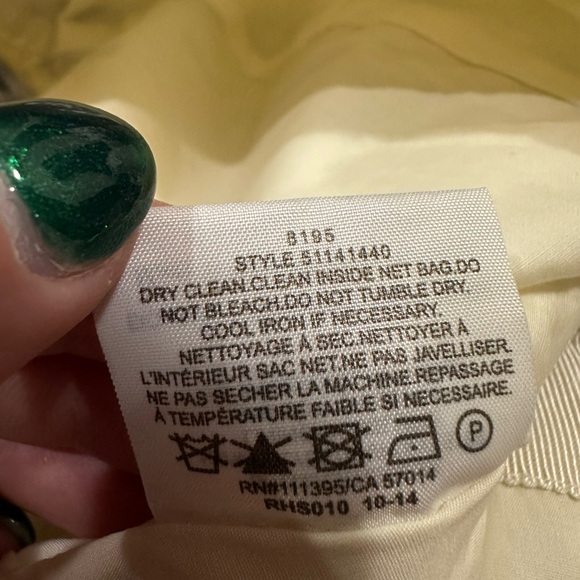 8195
STYLE 51141440
DRY CLEAN.CLEAN INSIDE NET BAG.DO
NOT BLEACH.DO NOT TUMBLE DRY.
COOL IRON IF NECESSARY.
NETTOYAGE À SEC.NETTOYER À
L'INTÉRIEUR SAC NET.NE PAS JAVELLISER.
NE PAS SECHER LA MACHINE.REPASSAGE
À TEMPÉRATURE FAIBLE SI NECESSAIRE.
P
RN#111395/CA 57014
RHS010 10-14